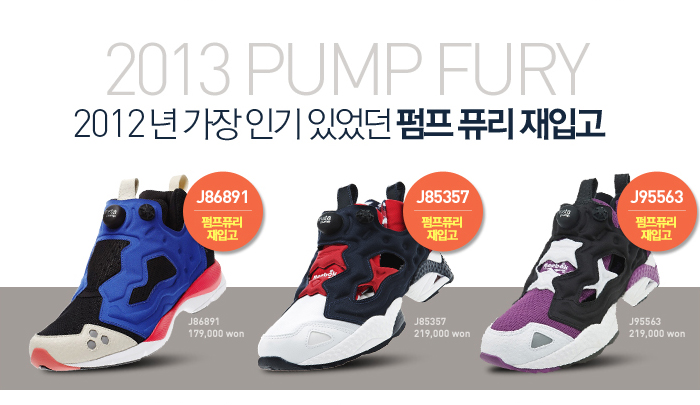 2013 PUMP FURY
2012년 가장 인기 있었던 펌프 퓨리 재입고
J86891
펌프퓨리
재입고
J85357
펌프퓨리
재입고
J95563
펌프퓨리
재입고
Reebok
Reebok
J86891
179,000 won
J85357
219,000 won
J95563
219,000 won